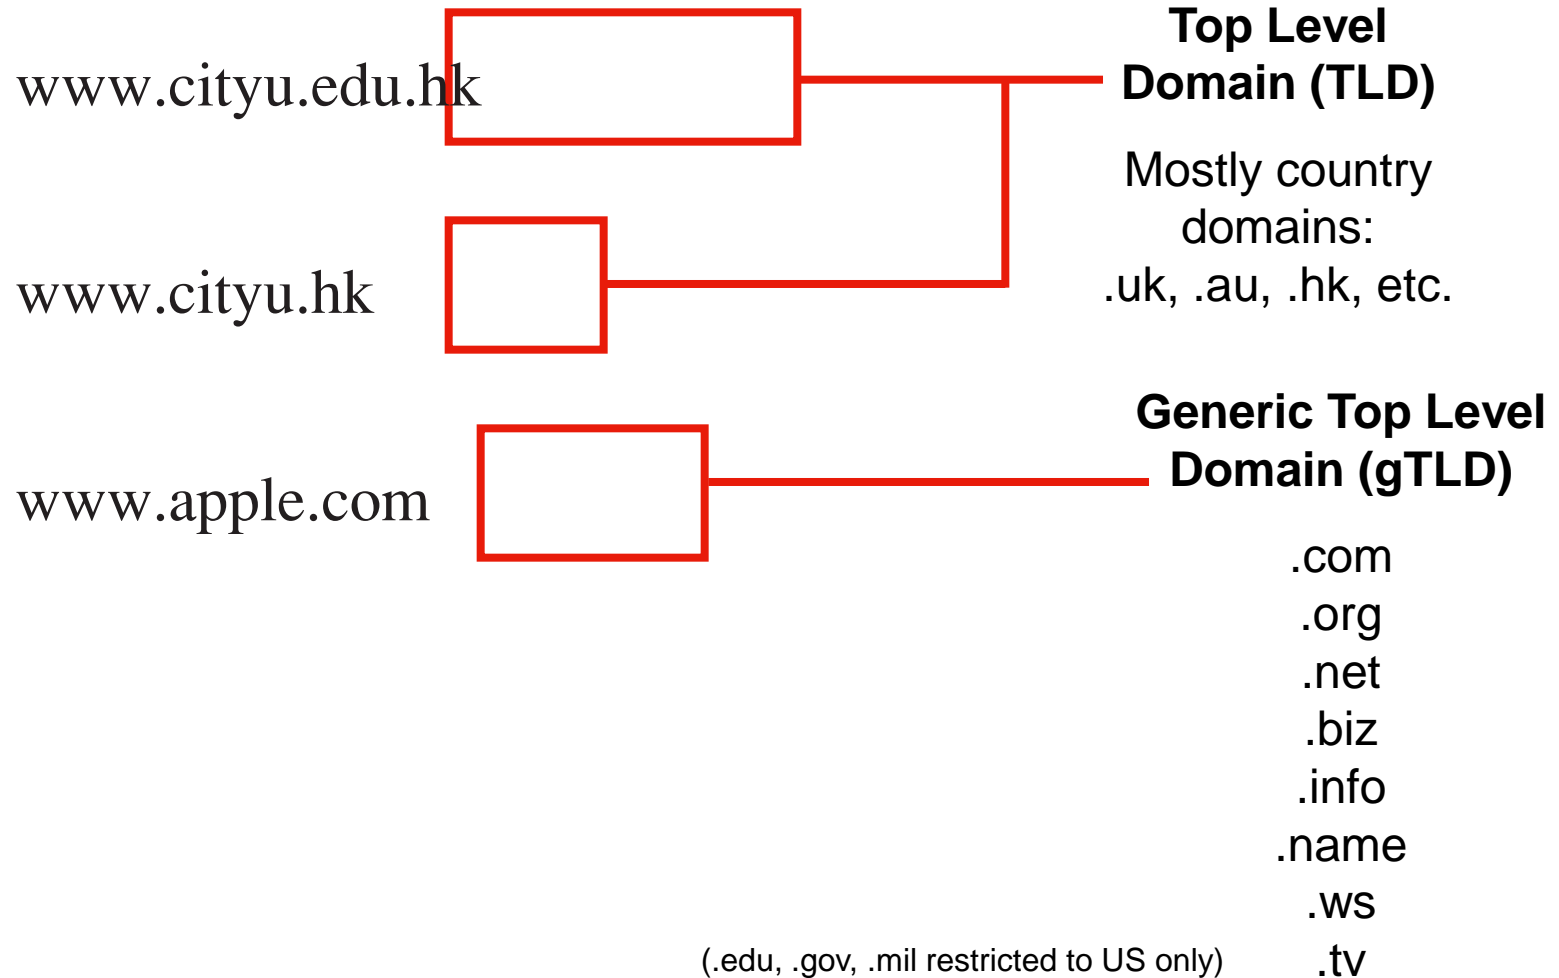 www.cityu.edu.hk
www.cityu.hk
www.apple.com
Top Level
Domain (TLD)
Mostly country
domains:
.uk, .au, .hk, etc.
Generic Top Level
Domain (gTLD)
.com
.org
.net
.biz
.info
.name
.ws
.tv
(.edu, .gov, .mil restricted to US only)